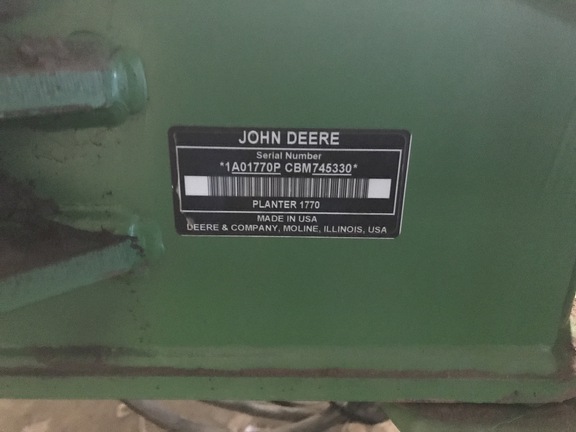 JOHN DEERE
Serial Number
*1A01770P CBM745330*
PLANTER 1770
MADE IN USA
DEERE & COMPANY, MOLINE, ILLINOIS, USA